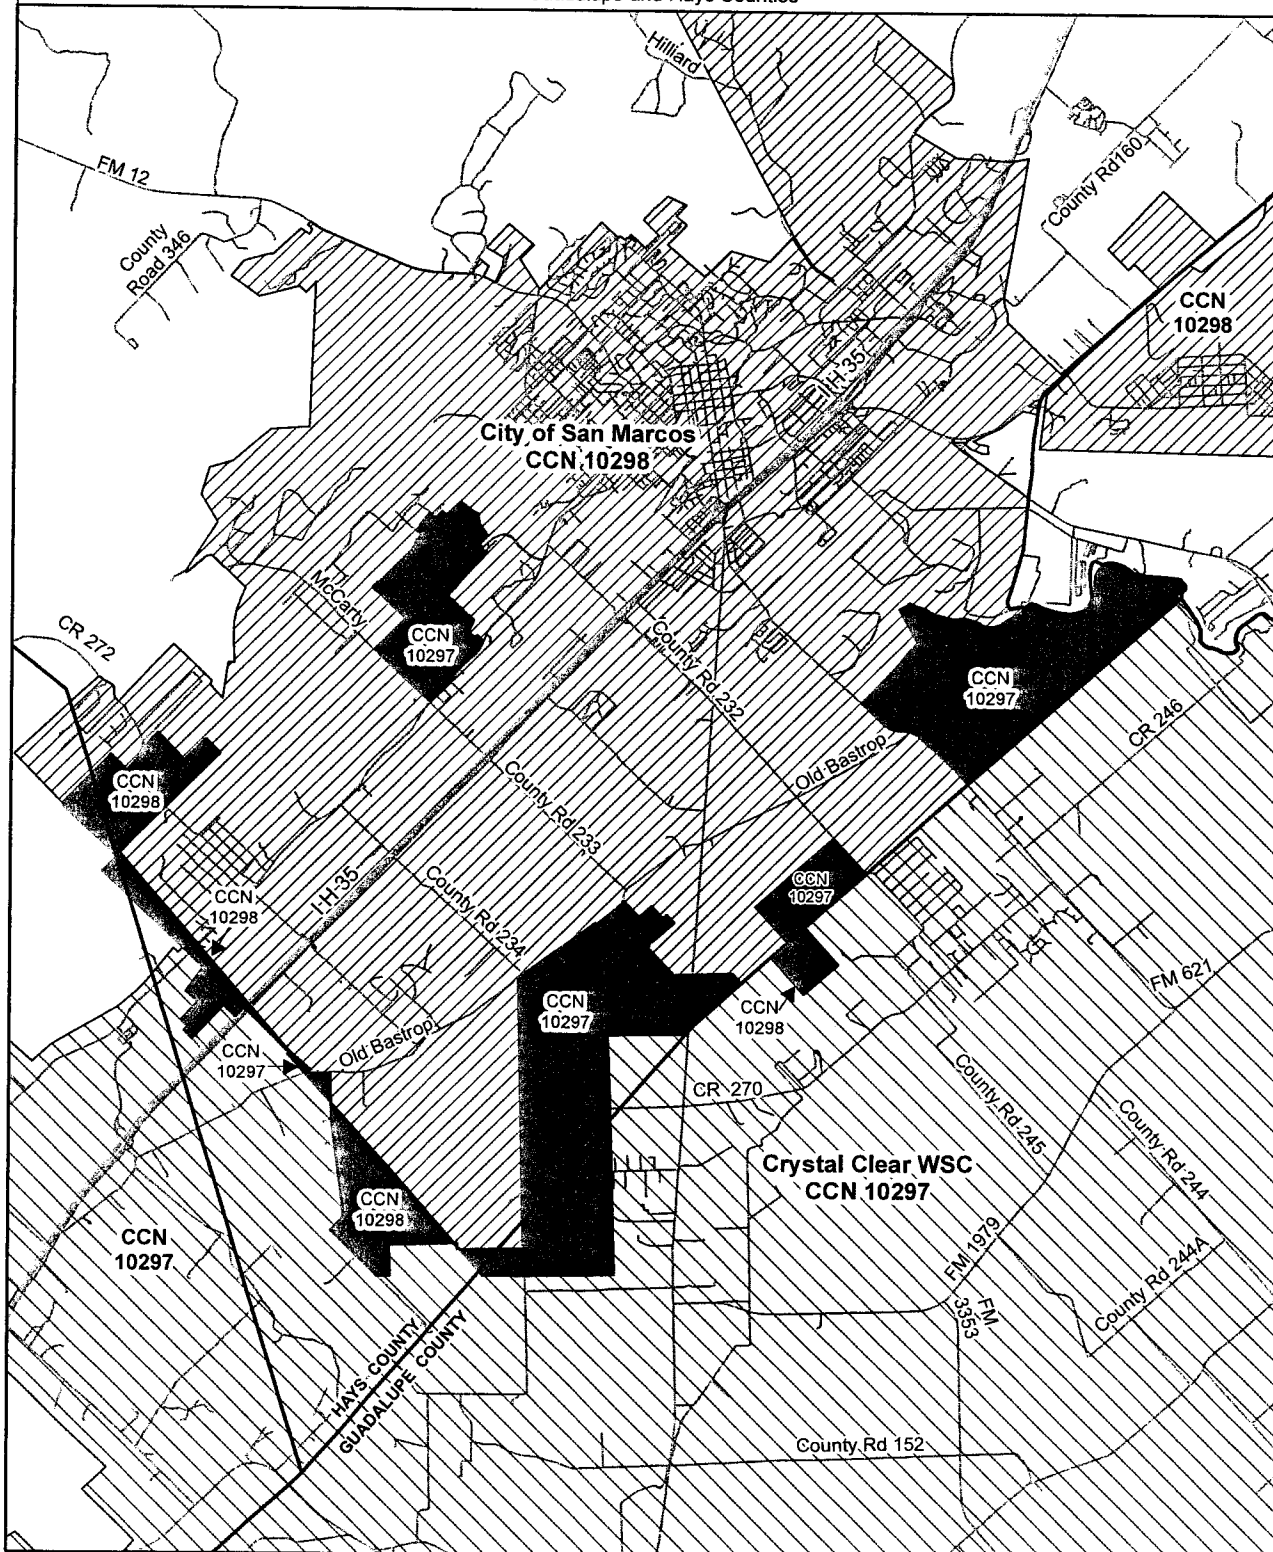 and Hays Counties
Hilliard
FM 12
County
Road 346
County Rd160
CCN
10298
I-H-35
City of San Marcos
CCN 10298
McCarty
CR 272
CCN
10297
County Rd 232
CCN
10297
CR 246
CCN
10298
Old Bastrop
County Rd 233
CCN
10298
I-H-35
County Rd 234
CCN
10297
FM 621
CCN
10297
CCN
10298
CCN
10297
Old Bastrop
CR 270
County Rd 245
County Rd 244
Crystal Clear WSC
CCN 10297
CCN
10298
CCN
10297
FM 1979
County Rd 244A
FM
3353
HAYS COUNTY
GUADALUPE COUNTY
County Rd 152